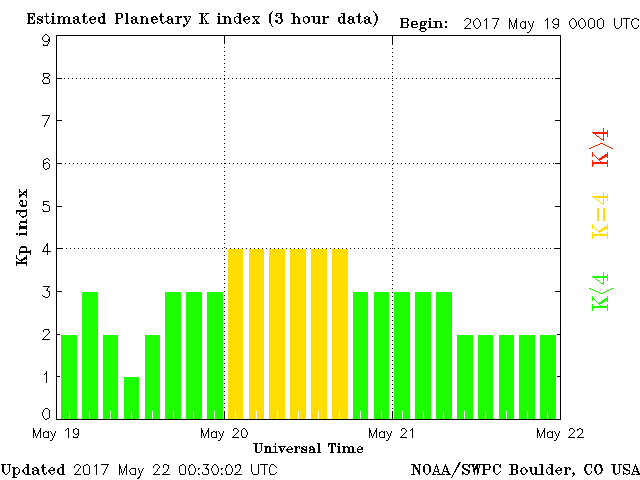 Estimated Planetary K index (3 hour data) Begin: 2017 May 19 0000 UTC
9
8
7
6
5
4
3
2
1
0
Kp index
K>4
K=4
K<4
May 19 May 20 May 21 May 22
Universal Time
Updated 2017 May 22 00:30:02 UTC NOAA/SWPC Boulder, CO USA